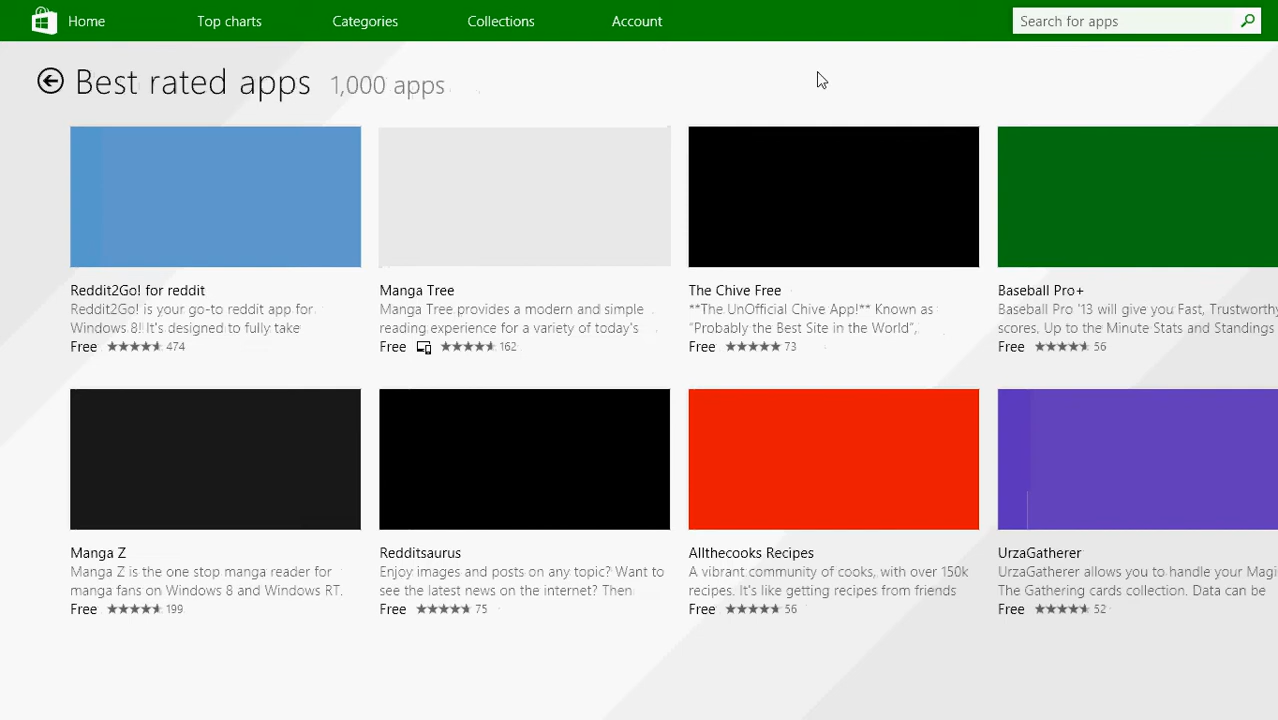 Home Top charts Categories Collections Account Search for apps
Best rated apps 1,000 apps
Reddit2Go! for reddit
Reddit2Go! is your go-to reddit app for
Windows 8! It's designed to fully take
Free 474
Manga Tree
Manga Tree provides a modern and simple
reading experience for a variety of today's
Free 162
The Chive Free
**The UnOfficial Chive App!** Known as
"Probably the Best Site in the World",
Free 73
Baseball Pro+
Baseball Pro '13 will give you Fast, Trustworthy
scores. Up to the Minute Stats and Standings
Free 56
Manga Z
Manga Z is the one stop manga reader for
manga fans on Windows 8 and Windows RT.
Free 199
Redditsaurus
Enjoy images and posts on any topic? Want to
see the latest news on the internet? Then
Free 75
Allthecooks Recipes
A vibrant community of cooks, with over 150k
recipes. It's like getting recipes from friends
Free 56
UrzaGatherer
UrzaGatherer allows you to handle your Magi
The Gathering cards collection. Data can be
Free 52